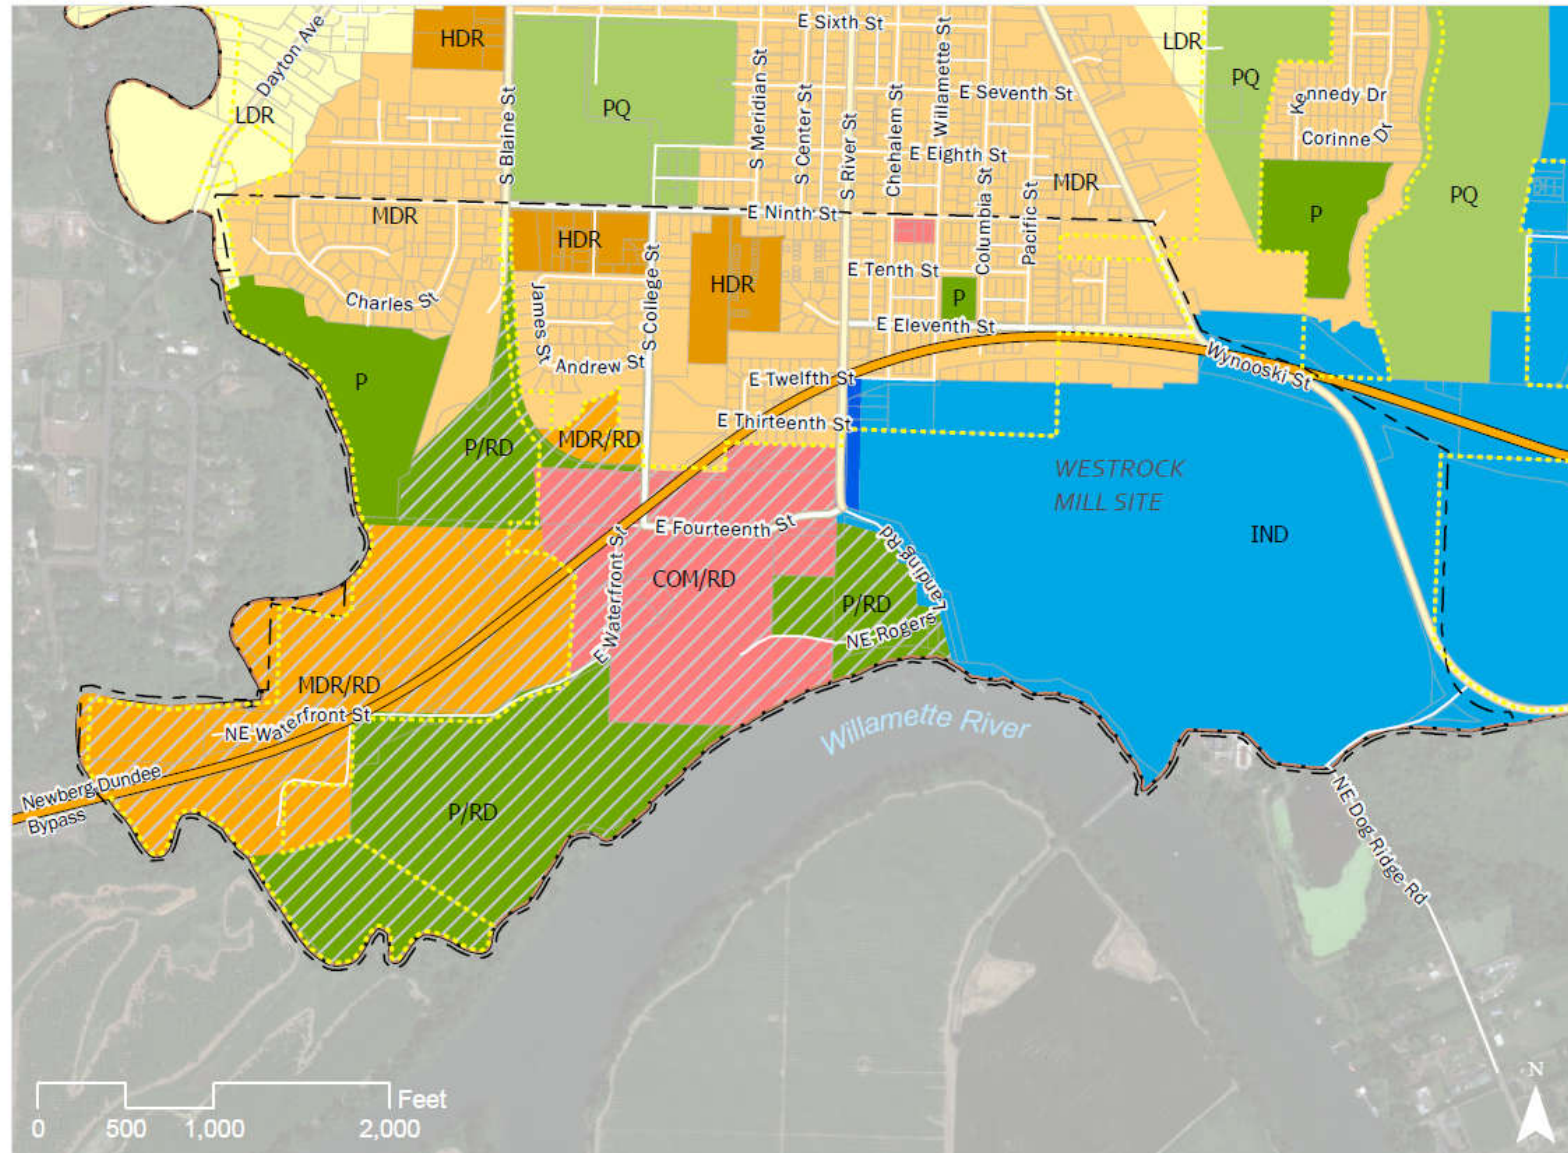 E Sixth St
HDR
Dayton Ave
LDR
PQ
PQ
E Seventh St
Kennedy Dr
Corinne Dr
LDR
S Blaine St
S Meridian St
S Center St
S River St
Chehalem St
Willamette St
E Eighth St
Columbia St
Pacific St
MDR
PQ
P
MDR
E Ninth St
HDR
HDR
S College St
E Tenth St
P
Charles St
James St
E Eleventh St
Andrew St
Wynooski St
P
E Twelfth St
E Thirteenth St
P/RD
MDR/RD
WESTROCK
MILL SITE
IND
E Fourteenth St
Landing Rd
COM/RD
P/RD
E Waterfront St
NE Rogers
MDR/RD
NE Waterfront St
Willamette River
Newberg Dundee
Bypass
P/RD
NE Dog Ridge Rd
N
Feet
0 500 1,000 2,000